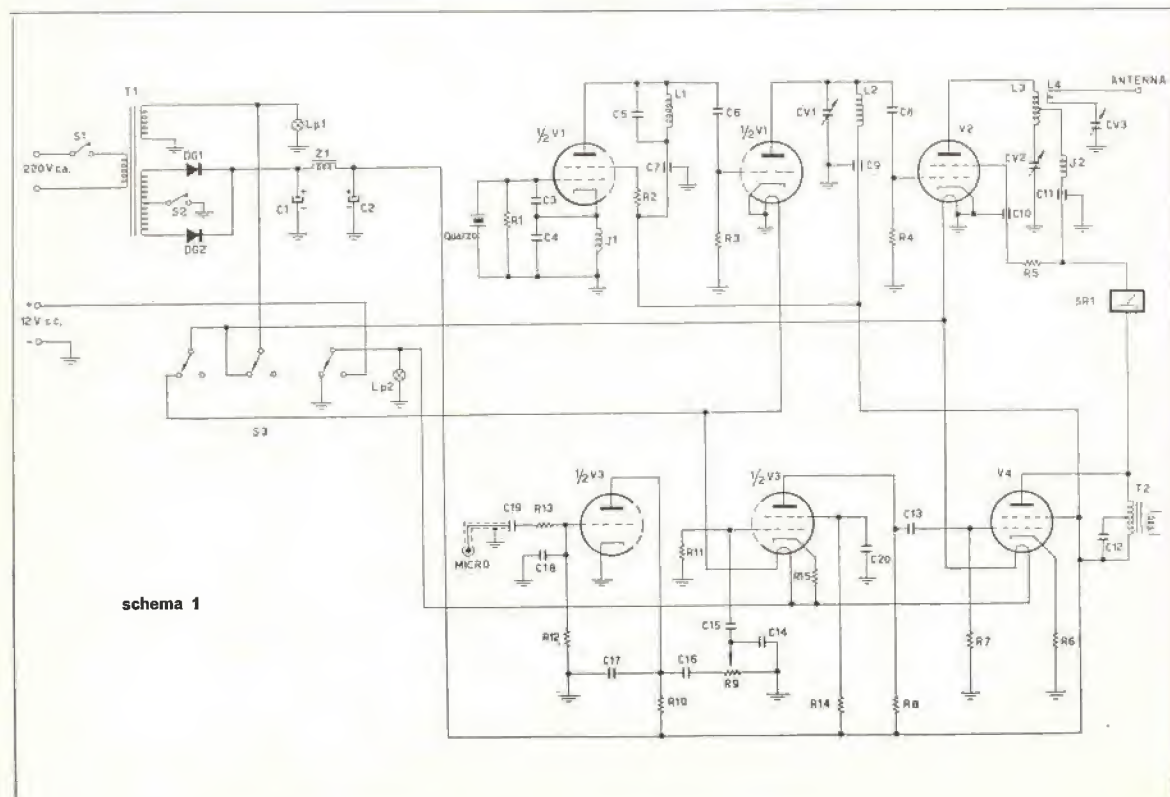 T1
S1
220V c.a.
DG1
S2
DG2
Lp1
Z1
C1
C2
½ V1
C5
L1
C6
C7
R2
C3
C4
R1
Quarzo
J1
R3
½ V1
CV1
L2
C8
C9
R4
V2
L3
L4
ANTENNA
CV3
CV2
J2
C11
C10
R5
SR1
+
12V c.c.
-
Lp2
S3
½ V3
C19
R13
MICRO
C18
R12
C17
C16
R10
½ V3
R11
R15
C20
C15
C14
R9
R14
R8
C13
V4
R7
R6
T2
C12
schema 1